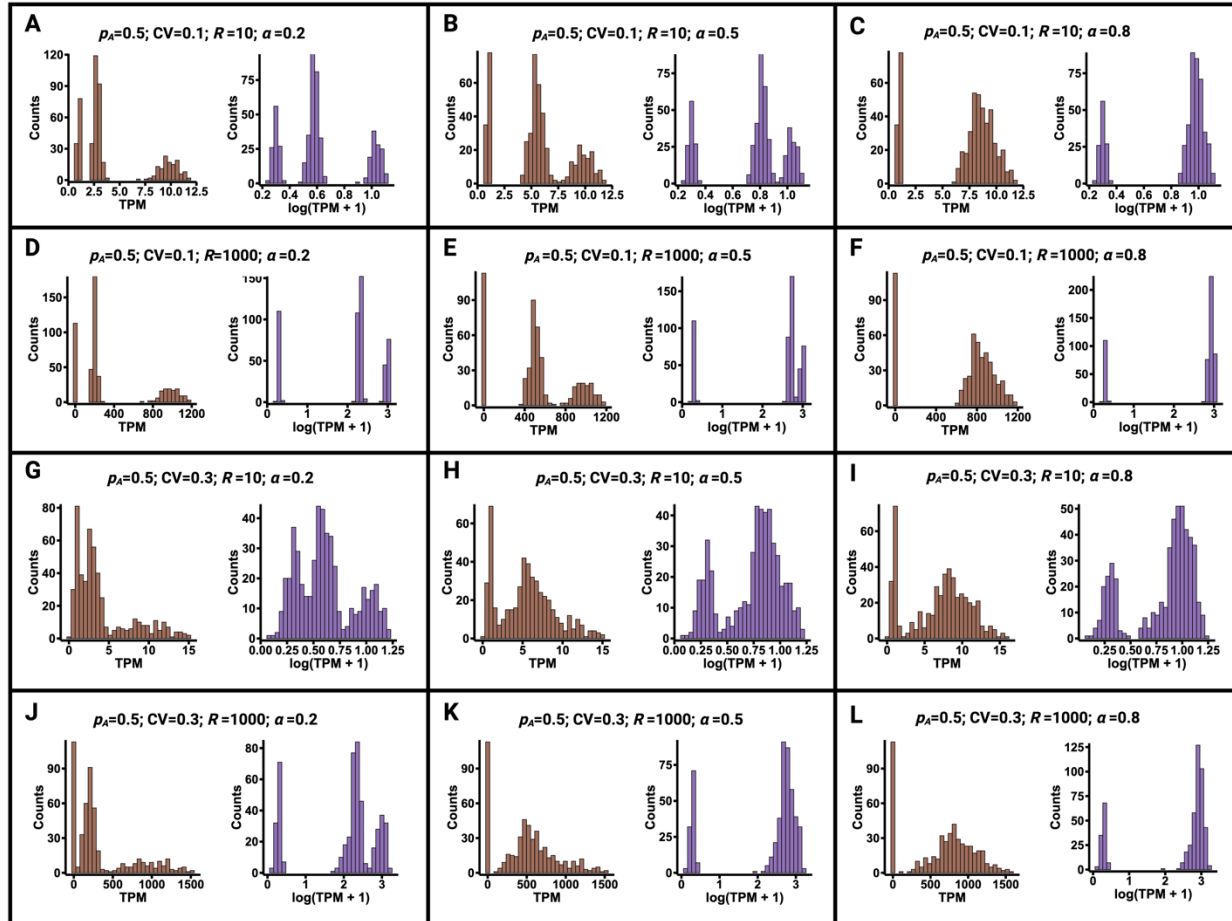 A
pA=0.5; CV=0.1; R=10; α=0.2
Counts
120
90
60
30
0
0.0 2.5 5.0 7.5 10.0 12.5
TPM
Counts
75
50
25
0
0.2 0.4 0.6 0.8 1.0
log(TPM + 1)
B
pA=0.5; CV=0.1; R=10; α=0.5
Counts
60
40
20
0
0.0 2.5 5.0 7.5 10.0 12.5
TPM
Counts
75
50
25
0
0.2 0.4 0.6 0.8 1.0
log(TPM + 1)
C
pA=0.5; CV=0.1; R=10; α=0.8
Counts
60
40
20
0
0.0 2.5 5.0 7.5 10.0 12.5
TPM
Counts
75
50
25
0
0.2 0.4 0.6 0.8 1.0
log(TPM + 1)
D
pA=0.5; CV=0.1; R=1000; α=0.2
Counts
150
100
50
0
0 400 800 1200
TPM
Counts
150
100
50
0
0 1 2 3
log(TPM + 1)
E
pA=0.5; CV=0.1; R=1000; α=0.5
Counts
90
60
30
0
0 400 800 1200
TPM
Counts
150
100
50
0
0 1 2 3
log(TPM + 1)
F
pA=0.5; CV=0.1; R=1000; α=0.8
Counts
90
60
30
0
0 400 800 1200
TPM
Counts
200
150
100
50
0
0 1 2 3
log(TPM + 1)
G
pA=0.5; CV=0.3; R=10; α=0.2
Counts
80
60
40
20
0
0 5 10 15
TPM
Counts
40
30
20
10
0
0.00 0.25 0.50 0.75 1.00 1.25
log(TPM + 1)
H
pA=0.5; CV=0.3; R=10; α=0.5
Counts
60
40
20
0
0 5 10 15
TPM
Counts
40
30
20
10
0
0.00 0.25 0.50 0.75 1.00 1.25
log(TPM + 1)
I
pA=0.5; CV=0.3; R=10; α=0.8
Counts
60
40
20
0
0 5 10 15
TPM
Counts
50
40
30
20
10
0
0.25 0.50 0.75 1.00 1.25
log(TPM + 1)
J
pA=0.5; CV=0.3; R=1000; α=0.2
Counts
90
60
30
0
0 500 1000 1500
TPM
Counts
80
60
40
20
0
0 1 2 3
log(TPM + 1)
K
pA=0.5; CV=0.3; R=1000; α=0.5
Counts
90
60
30
0
0 500 1000 1500
TPM
Counts
75
50
25
0
0 1 2 3
log(TPM + 1)
L
pA=0.5; CV=0.3; R=1000; α=0.8
Counts
90
60
30
0
0 500 1000 1500
TPM
Counts
125
100
75
50
25
0
0 1 2 3
log(TPM + 1)